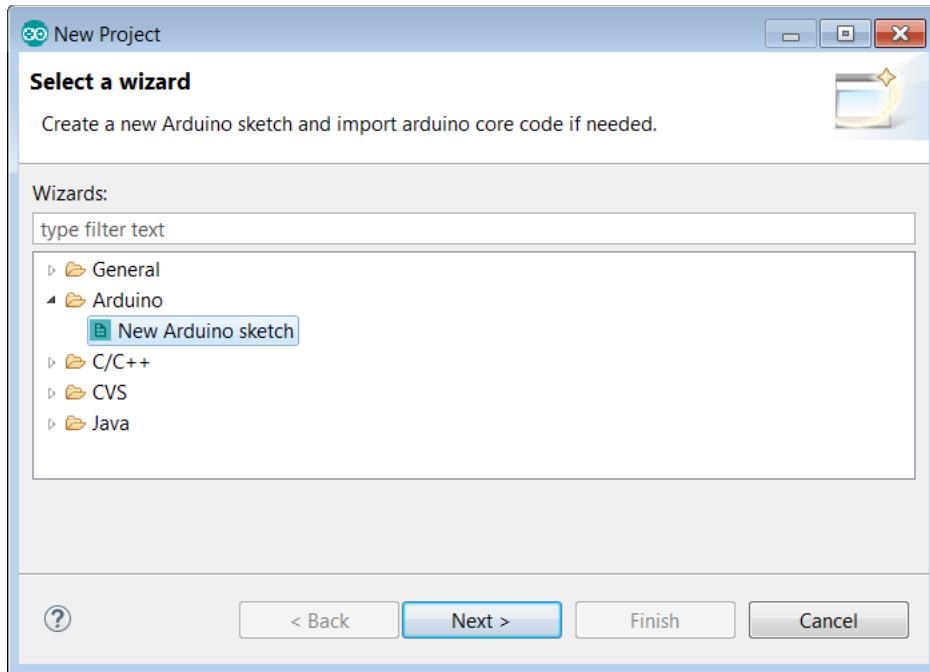 New Project
Select a wizard
Create a new Arduino sketch and import arduino core code if needed.
Wizards:
type filter text
General
Arduino
New Arduino sketch
C/C++
CVS
Java
?
< Back Next > Finish Cancel